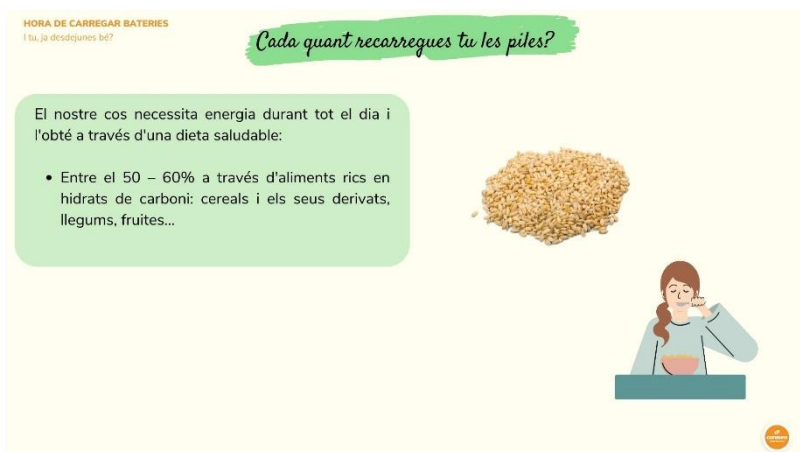 HORA DE CARREGAR BATERIES
I tu, ja desdejunes bé?
Cada quant recarregues tu les piles?
El nostre cos necessita energia durant tot el dia i
l'obté a través d'una dieta saludable:
• Entre el 50 – 60% a través d'aliments rics en
hidrats de carboni: cereals i els seus derivats,
llegums, fruites...